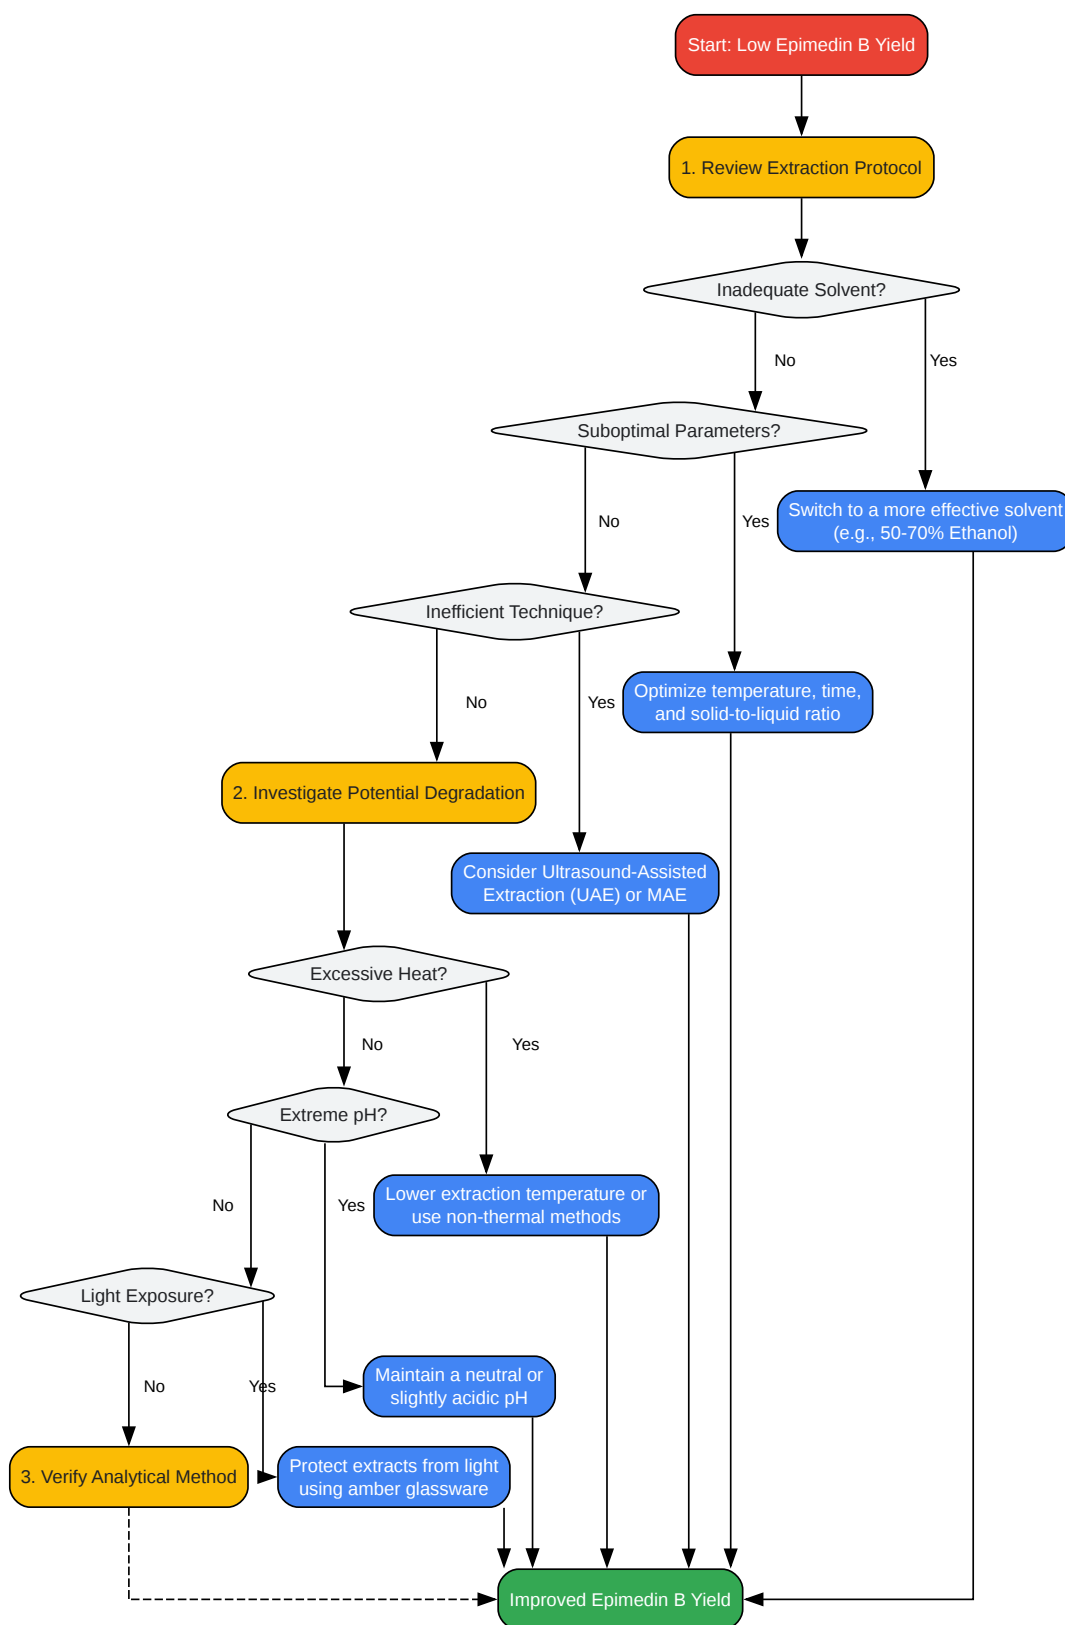 Start: Low Epimedin B Yield
1. Review Extraction Protocol
Inadequate Solvent?
No
Yes
Suboptimal Parameters?
Switch to a more effective solvent
(e.g., 50-70% Ethanol)
No
Yes
Inefficient Technique?
Optimize temperature, time,
and solid-to-liquid ratio
No
Yes
2. Investigate Potential Degradation
Consider Ultrasound-Assisted
Extraction (UAE) or MAE
Excessive Heat?
No
Yes
Extreme pH?
Lower extraction temperature or
use non-thermal methods
No
Yes
Light Exposure?
Maintain a neutral or
slightly acidic pH
No
Yes
3. Verify Analytical Method
Protect extracts from light
using amber glassware
Improved Epimedin B Yield